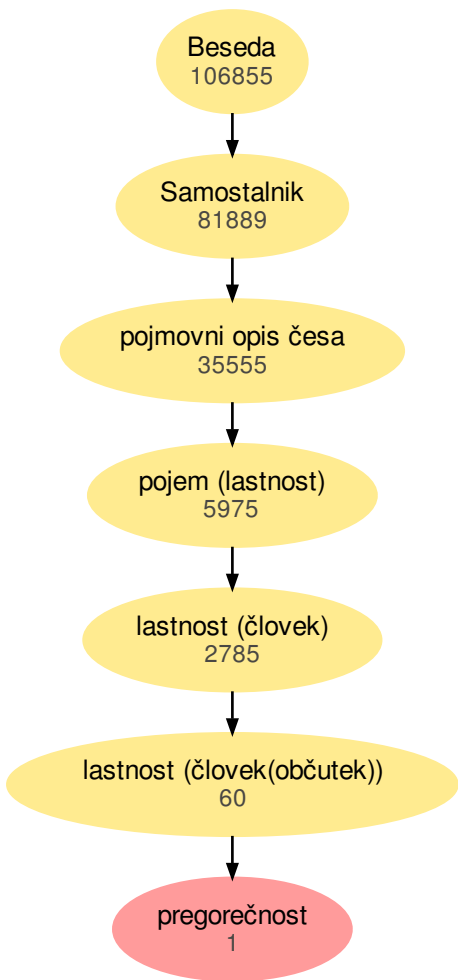 Beseda
106855
Samostalnik
81889
pojmovni opis česa
35555
pojem (lastnost)
5975
lastnost (človek)
2785
lastnost (človek(občutek))
60
pregorečnost
1